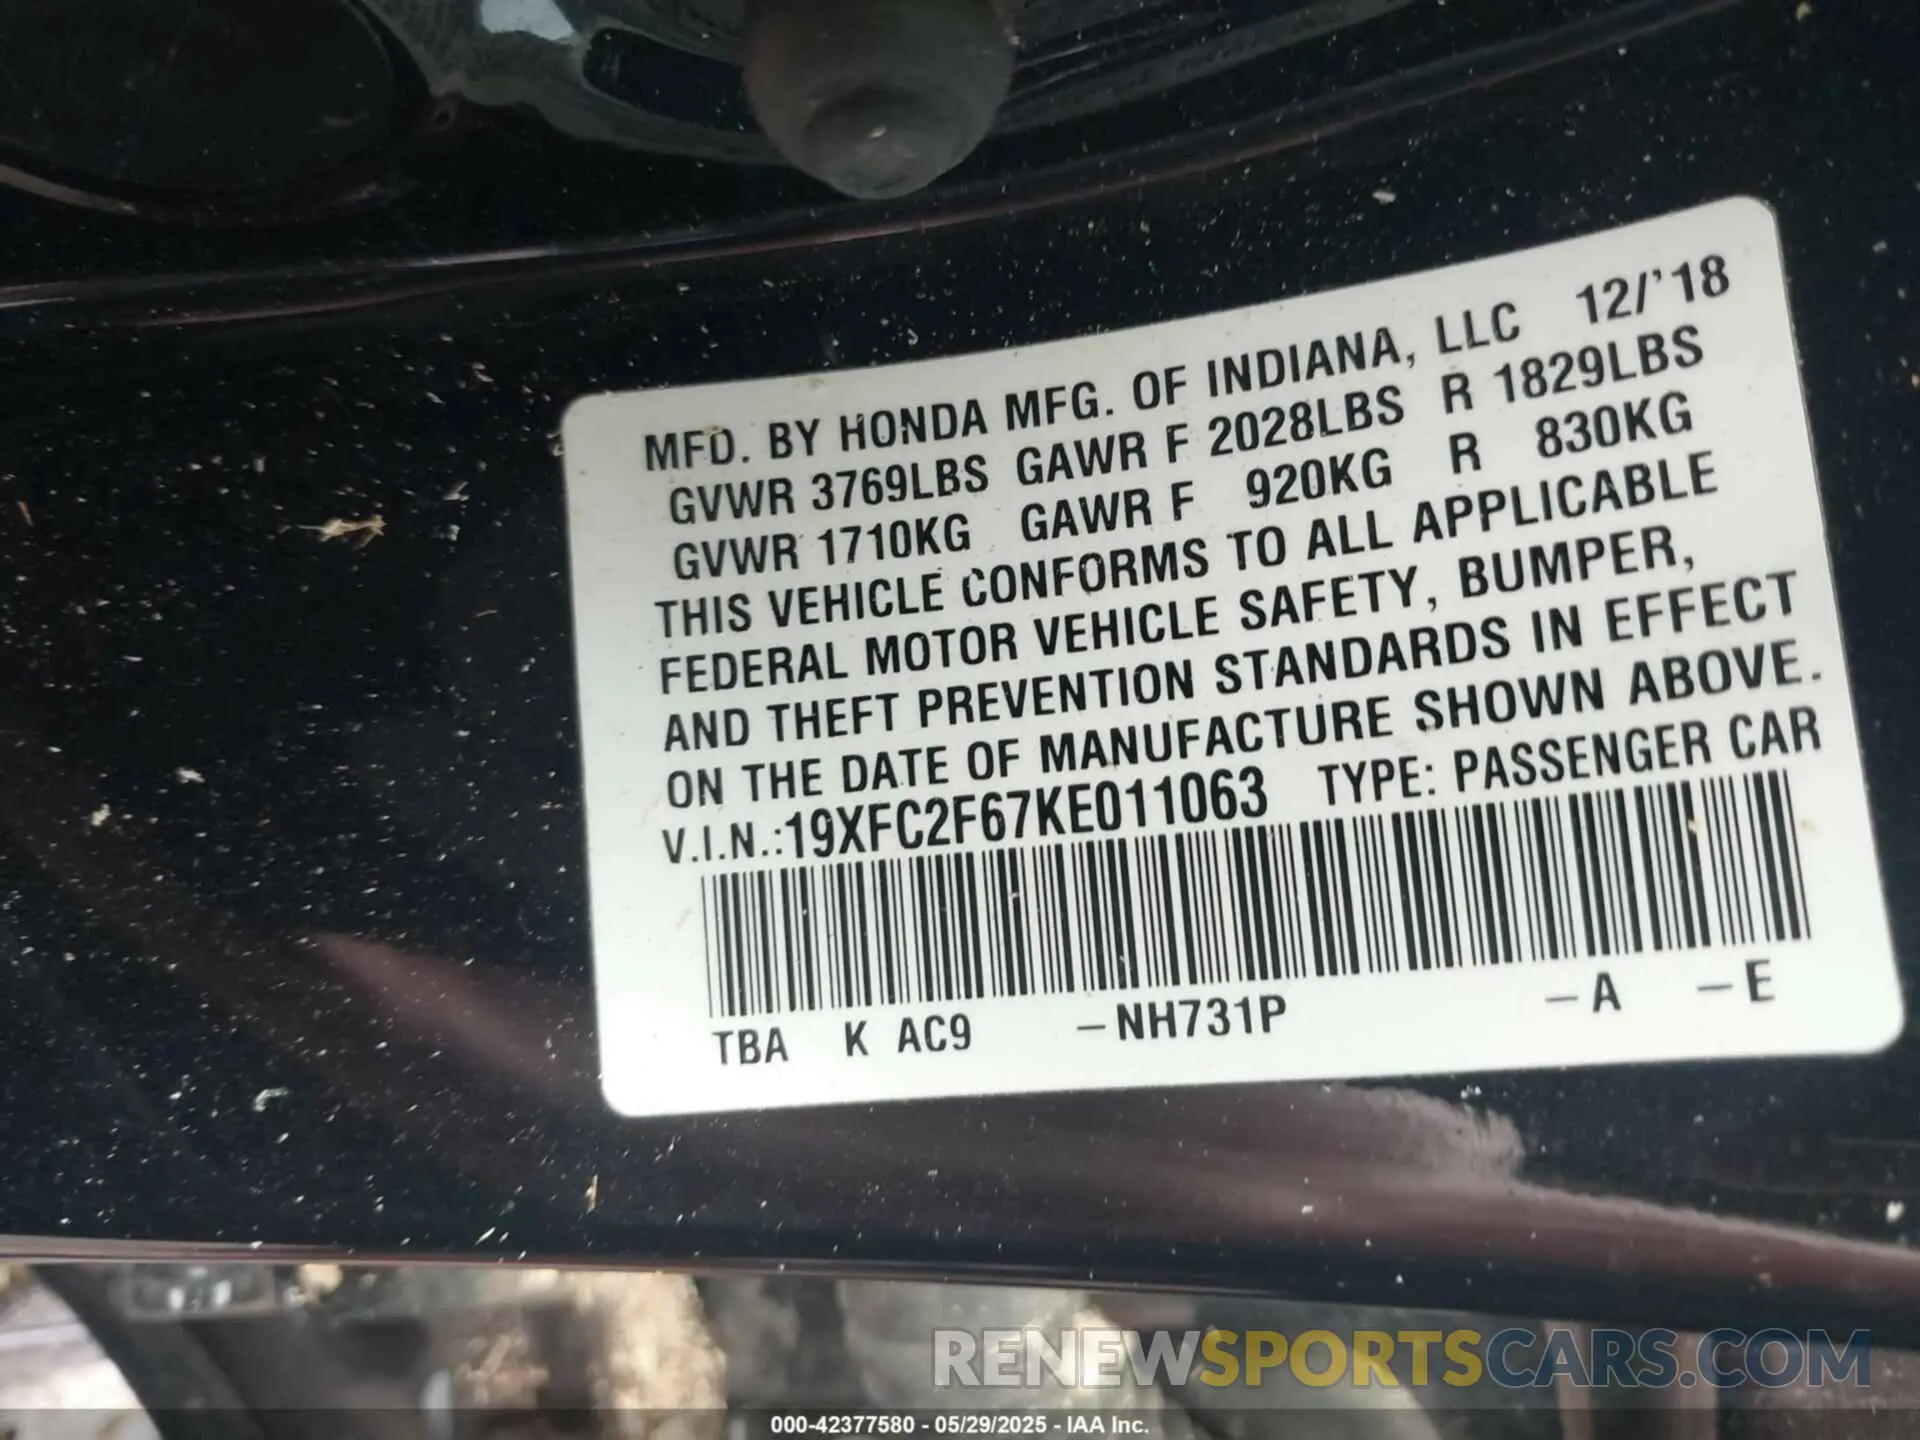 MFD. BY HONDA MFG. OF INDIANA, LLC 12/'18
GVWR 3769LBS GAWR F 2028LBS R 1829LBS
GVWR 1710KG GAWR F 920KG R 830KG
THIS VEHICLE CONFORMS TO ALL APPLICABLE
FEDERAL MOTOR VEHICLE SAFETY, BUMPER,
AND THEFT PREVENTION STANDARDS IN EFFECT
ON THE DATE OF MANUFACTURE SHOWN ABOVE.
V.I.N.:19XFC2F67KE011063 TYPE: PASSENGER CAR
TBA K AC9 –NH731P –A –E
RENEWSPORTSCARS.COM
000-42377580 - 05/29/2025 - IAA Inc.